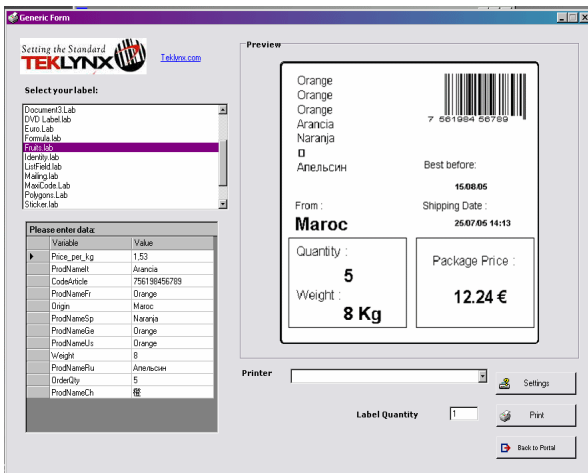 Generic Form
Setting the Standard
TEKLYNX
Teklynx.com
Select your label:
Document3.Lab
DVD Label.lab
Euro.Lab
Formula.lab
Fruits.lab
Identity.lab
ListField.lab
Mailing.lab
MaxiCode.Lab
Polygons.Lab
Sticker.lab
Please enter data:
Variable Value
Price_per_kg 1,53
ProdNameIt Arancia
CodeArticle 756198456789
ProdNameFr Orange
Origin Maroc
ProdNameSp Naranja
ProdNameGe Orange
ProdNameUs Orange
Weight 8
ProdNameRu Апельсин
OrderQty 5
ProdNameCh
Preview
Orange
Orange
Orange
Arancia
Naranja
Апельсин
7 561984 56789
Best before:
15.08.05
From :
Maroc
Shipping Date :
25.07.05 14:13
Quantity :
5
Weight :
8 Kg
Package Price :
12.24 €
Printer
Settings
Label Quantity 1
Print
Back to Portal